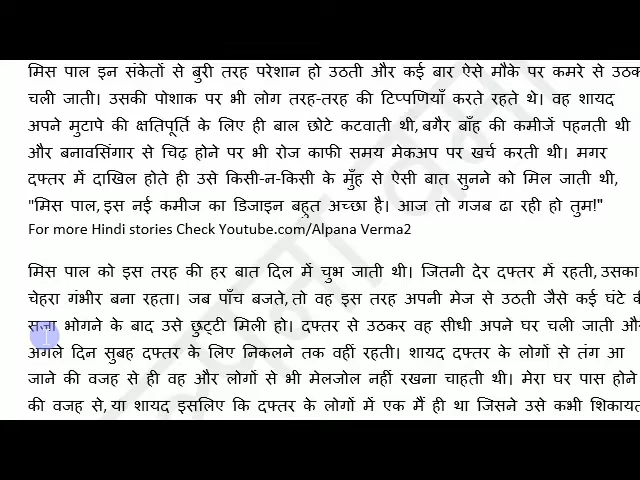 मिस पाल इन संकेतों से बुरी तरह परेशान हो उठती और कई बार ऐसे मौके पर कमरे से उठक
चली जाती। उसकी पोशाक पर भी लोग तरह-तरह की टिप्पणियाँ करते रहते थे। वह शायद
अपने मुटापे की क्षतिपूर्ति के लिए ही बाल छोटे कटवाती थी, बगैर बाँह की कमीजें पहनती थी
और बनावसिंगार से चिढ़ होने पर भी रोज काफी समय मेकअप पर खर्च करती थी। मगर
दफ्तर में दाखिल होते ही उसे किसी-न-किसी के मुँह से ऐसी बात सुनने को मिल जाती थी,
"मिस पाल, इस नई कमीज का डिजाइन बहुत अच्छा है। आज तो गजब ढा रही हो तुम!"
For more Hindi stories Check Youtube.com/Alpana Verma2
मिस पाल को इस तरह की हर बात दिल में चुभ जाती थी। जितनी देर दफ्तर में रहती, उसका
चेहरा गंभीर बना रहता। जब पाँच बजते, तो वह इस तरह अपनी मेज से उठती जैसे कई घंटे की
सजा भोगने के बाद उसे छुट्टी मिली हो। दफ्तर से उठकर वह सीधी अपने घर चली जाती और
अगले दिन सुबह दफ्तर के लिए निकलने तक वहीं रहती। शायद दफ्तर के लोगों से तंग आ
जाने की वजह से ही वह और लोगों से भी मेलजोल नहीं रखना चाहती थी। मेरा घर पास होने
की वजह से, या शायद इसलिए कि दफ्तर के लोगों में एक मैं ही था जिसने उसे कभी शिकायत